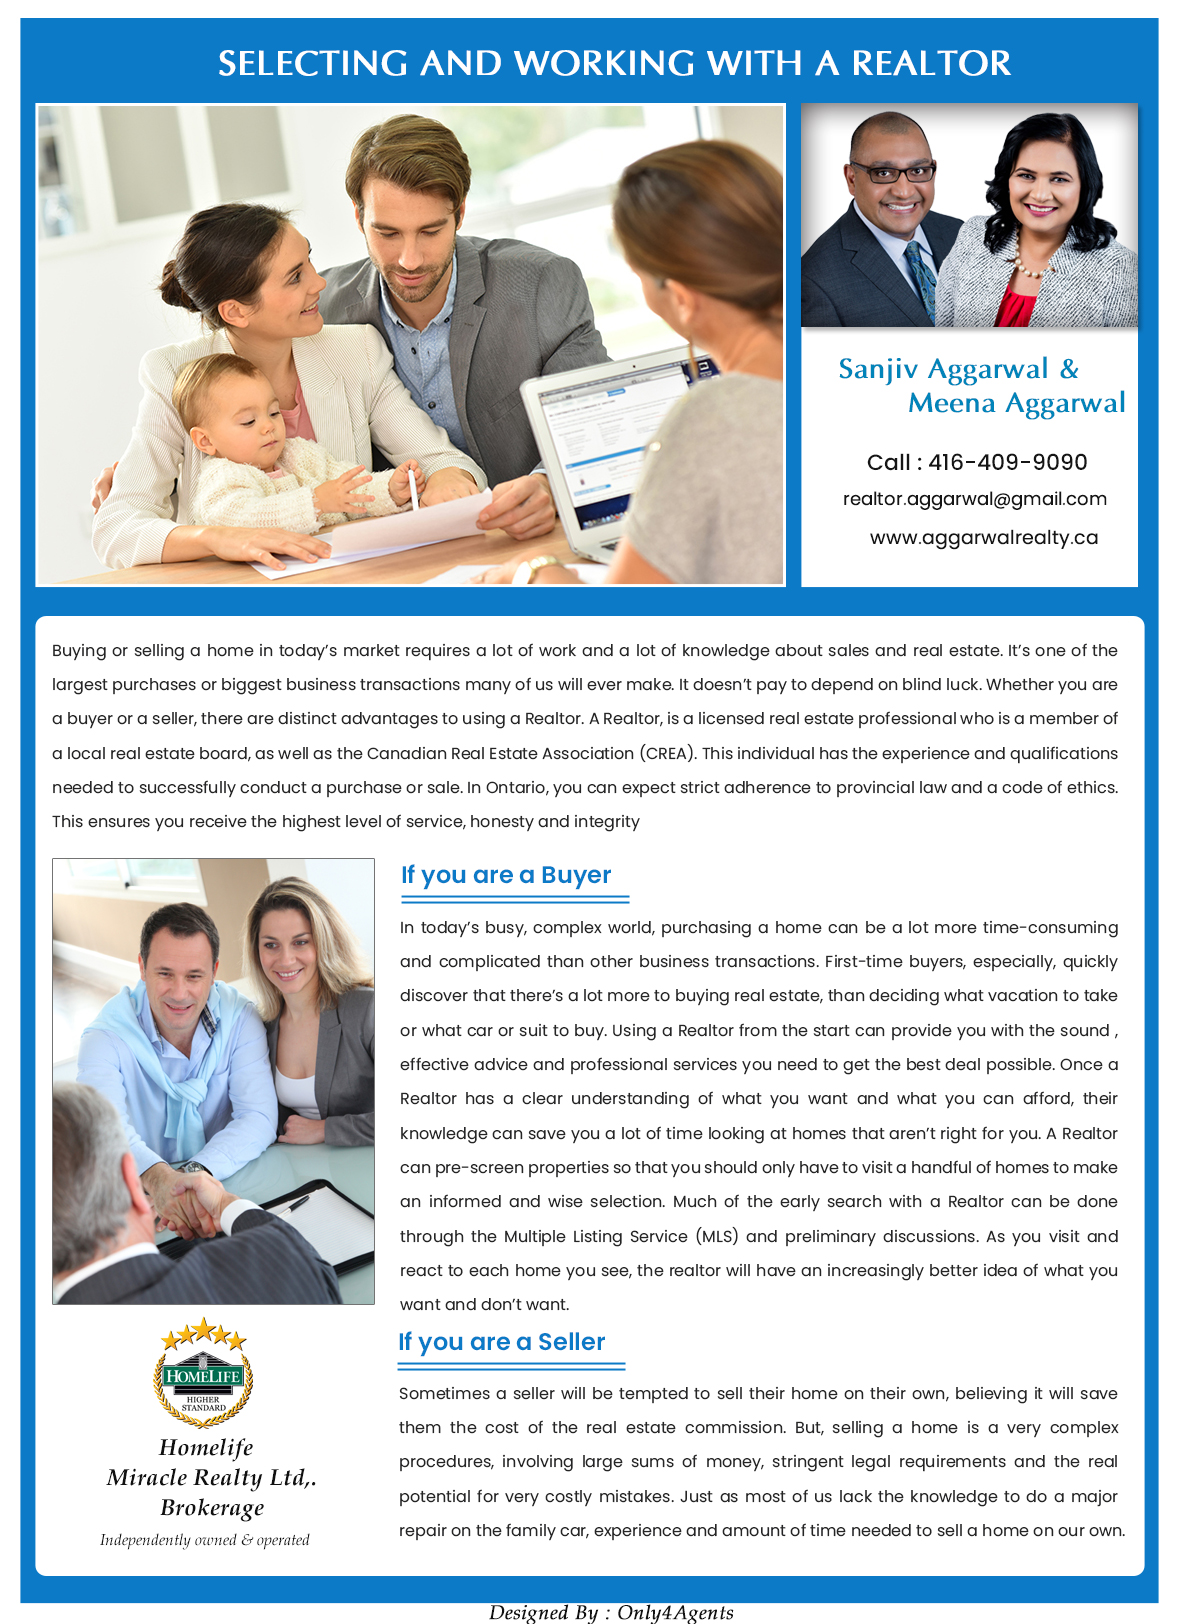 SELECTING AND WORKING WITH A REALTOR
Sanjiv Aggarwal &
Meena Aggarwal
Call : 416-409-9090
realtor.aggarwal@gmail.com
www.aggarwalrealty.ca
Buying or selling a home in today’s market requires a lot of work and a lot of knowledge about sales and real estate. It’s one of the
largest purchases or biggest business transactions many of us will ever make. It doesn’t pay to depend on blind luck. Whether you are
a buyer or a seller, there are distinct advantages to using a Realtor. A Realtor, is a licensed real estate professional who is a member of
a local real estate board, as well as the Canadian Real Estate Association (CREA). This individual has the experience and qualifications
needed to successfully conduct a purchase or sale. In Ontario, you can expect strict adherence to provincial law and a code of ethics.
This ensures you receive the highest level of service, honesty and integrity
If you are a Buyer
In today’s busy, complex world, purchasing a home can be a lot more time-consuming
and complicated than other business transactions. First-time buyers, especially, quickly
discover that there’s a lot more to buying real estate, than deciding what vacation to take
or what car or suit to buy. Using a Realtor from the start can provide you with the sound ,
effective advice and professional services you need to get the best deal possible. Once a
Realtor has a clear understanding of what you want and what you can afford, their
knowledge can save you a lot of time looking at homes that aren’t right for you. A Realtor
can pre-screen properties so that you should only have to visit a handful of homes to make
an informed and wise selection. Much of the early search with a Realtor can be done
through the Multiple Listing Service (MLS) and preliminary discussions. As you visit and
react to each home you see, the realtor will have an increasingly better idea of what you
want and don’t want.
If you are a Seller
Sometimes a seller will be tempted to sell their home on their own, believing it will save
them the cost of the real estate commission. But, selling a home is a very complex
procedures, involving large sums of money, stringent legal requirements and the real
potential for very costly mistakes. Just as most of us lack the knowledge to do a major
repair on the family car, experience and amount of time needed to sell a home on our own.
HOMELIFE
HIGHER
STANDARD
Homelife
Miracle Realty Ltd,.
Brokerage
Independently owned & operated
Designed By : Only4Agents